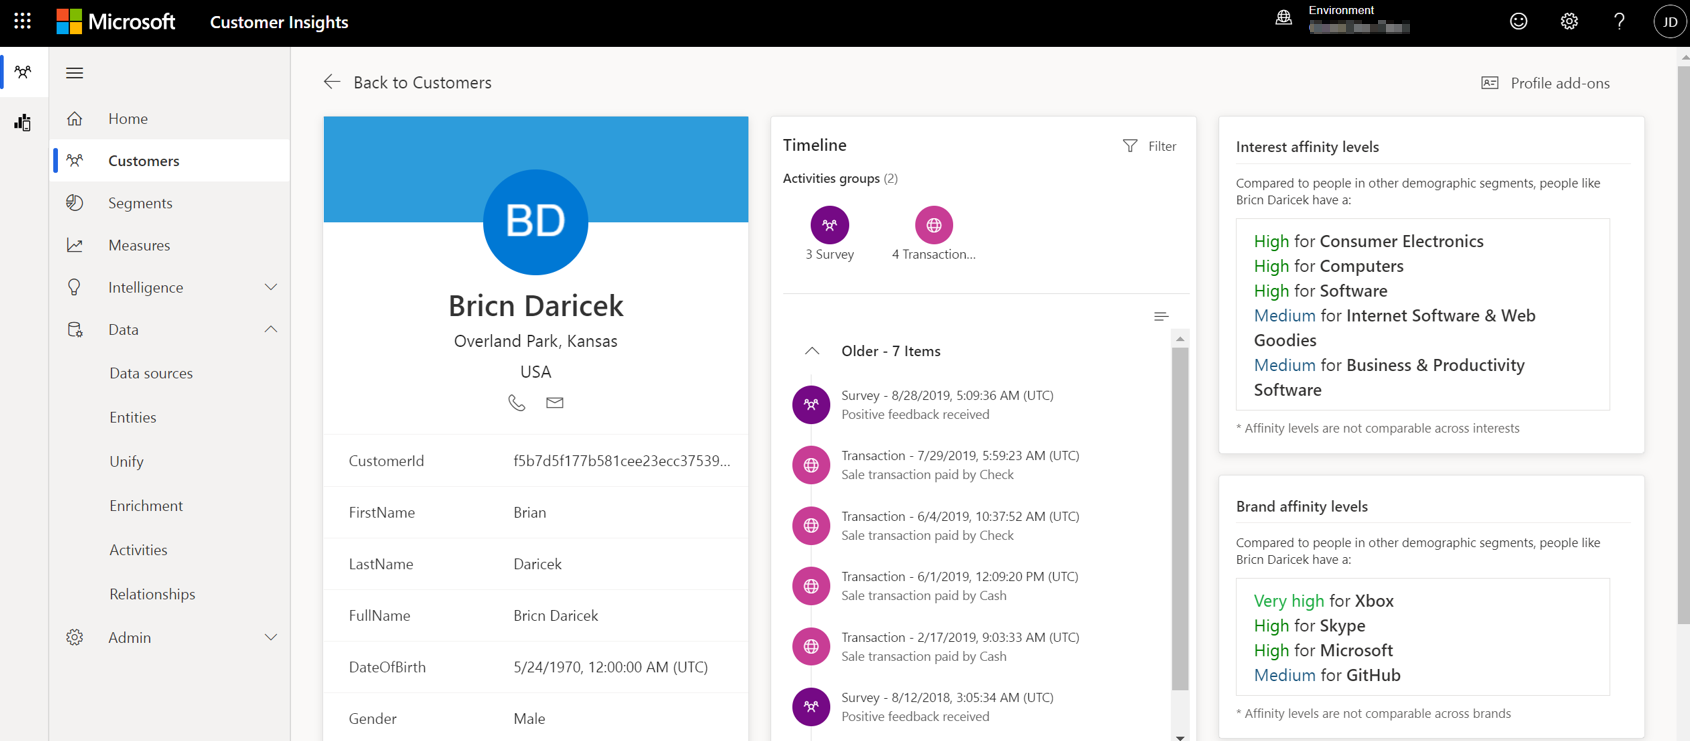 Microsoft
Customer Insights
Environment
JD
Home
Customers
Segments
Measures
Intelligence
Data
Data sources
Entities
Unify
Enrichment
Activities
Relationships
Admin
Back to Customers
Profile add-ons
BD
Bricn Daricek
Overland Park, Kansas
USA
CustomerId f5b7d5f177b581cee23ecc37539...
FirstName Brian
LastName Daricek
FullName Bricn Daricek
DateOfBirth 5/24/1970, 12:00:00 AM (UTC)
Gender Male
Timeline
Filter
Activities groups (2)
3 Survey
4 Transaction...
Older - 7 Items
Survey - 8/28/2019, 5:09:36 AM (UTC)
Positive feedback received
Transaction - 7/29/2019, 5:59:23 AM (UTC)
Sale transaction paid by Check
Transaction - 6/4/2019, 10:37:52 AM (UTC)
Sale transaction paid by Check
Transaction - 6/1/2019, 12:09:20 PM (UTC)
Sale transaction paid by Cash
Transaction - 2/17/2019, 9:03:33 AM (UTC)
Sale transaction paid by Cash
Survey - 8/12/2018, 3:05:34 AM (UTC)
Positive feedback received
Interest affinity levels
Compared to people in other demographic segments, people like
Bricn Daricek have a:
High for Consumer Electronics
High for Computers
High for Software
Medium for Internet Software & Web
Goodies
Medium for Business & Productivity
Software
* Affinity levels are not comparable across interests
Brand affinity levels
Compared to people in other demographic segments, people like
Bricn Daricek have a:
Very high for Xbox
High for Skype
High for Microsoft
Medium for GitHub
* Affinity levels are not comparable across brands